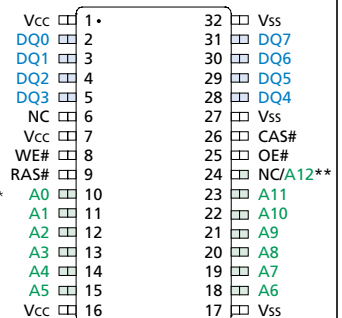 Vcc 1 32 Vss
DQ0 2 31 DQ7
DQ1 3 30 DQ6
DQ2 4 29 DQ5
DQ3 5 28 DQ4
NC 6 27 Vss
Vcc 7 26 CAS#
WE# 8 25 OE#
RAS# 9 24 NC/A12**
* A0 10 23 A11
A1 11 22 A10
A2 12 21 A9
A3 13 20 A8
A4 14 19 A7
A5 15 18 A6
Vcc 16 17 Vss